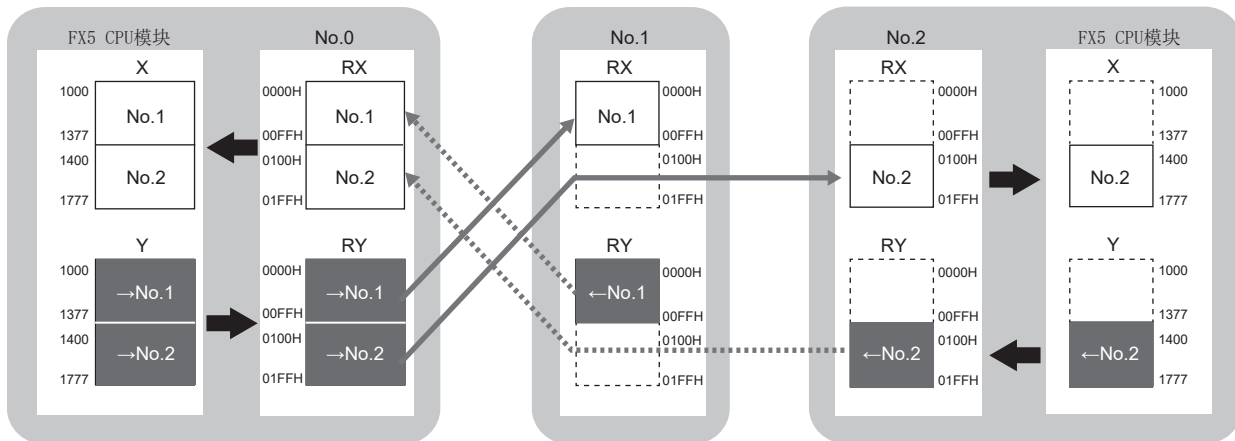 FX5 CPU模块
No.0
No.1
No.2
FX5 CPU模块
X
RX
RX
RX
X
1000
No.1
1377
1400
No.2
1777
0000H
No.1
00FFH
0100H
No.2
01FFH
No.1
0000H
00FFH
0100H
01FFH
0000H
00FFH
No.2
0100H
01FFH
1000
1377
No.2
1400
1777
Y
RY
RY
RY
Y
1000
→No.1
1377
1400
→No.2
1777
0000H
→No.1
00FFH
0100H
→No.2
01FFH
←No.1
0000H
00FFH
0100H
01FFH
0000H
00FFH
←No.2
0100H
01FFH
1000
1377
←No.2
1400
1777